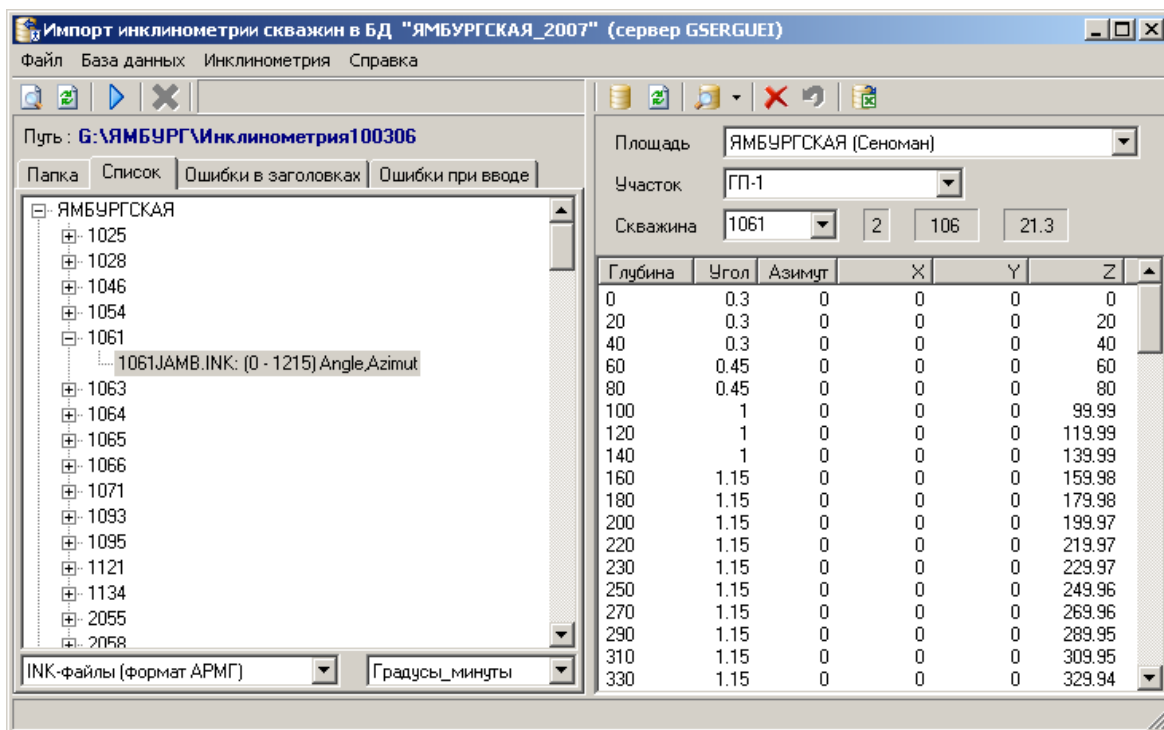 Импорт инклинометрии скважин в БД "ЯМБУРГСКАЯ_2007" (сервер GSERGUEI)
Файл База данных Инклинометрия Справка
Путь : G:\ЯМБУРГ\Инклинометрия100306
Папка Список Ошибки в заголовках Ошибки при вводе
ЯМБУРГСКАЯ
1025
1028
1046
1054
1061
1061JAMB.INK: (0 - 1215) Angle,Azimut
1063
1064
1065
1066
1071
1093
1095
1121
1134
2055
2058
INK-файлы (формат АРМГ) Градусы_минуты
Площадь ЯМБУРГСКАЯ (Сеноман)
Участок ГП-1
Скважина 1061 2 106 21.3
Глубина Угол Азимут X Y Z
0 0.3 0 0 0 0
20 0.3 0 0 0 20
40 0.3 0 0 0 40
60 0.45 0 0 0 60
80 0.45 0 0 0 80
100 1 0 0 0 99.99
120 1 0 0 0 119.99
140 1 0 0 0 139.99
160 1.15 0 0 0 159.98
180 1.15 0 0 0 179.98
200 1.15 0 0 0 199.97
220 1.15 0 0 0 219.97
230 1.15 0 0 0 229.97
250 1.15 0 0 0 249.96
270 1.15 0 0 0 269.96
290 1.15 0 0 0 289.95
310 1.15 0 0 0 309.95
330 1.15 0 0 0 329.94